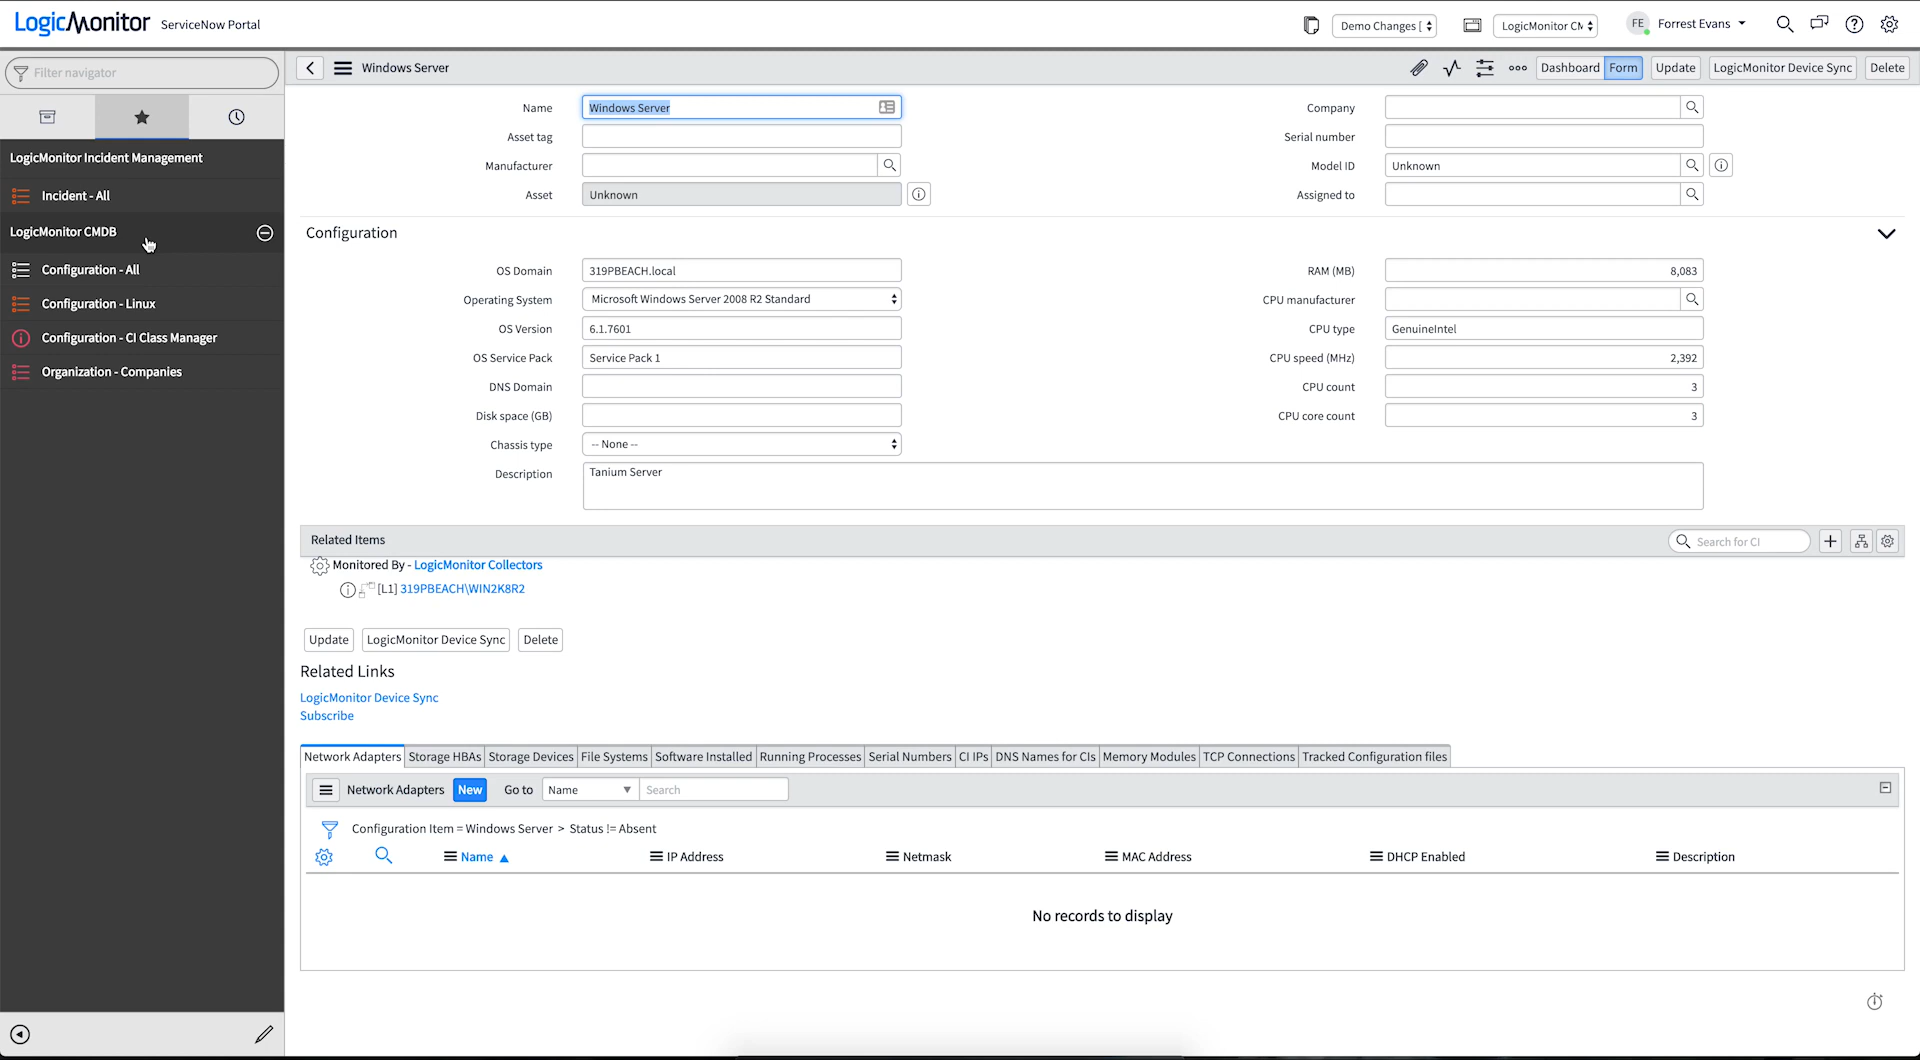 LogicMonitor ServiceNow Portal
Demo Changes [
LogicMonitor CM
FE Forrest Evans
Filter navigator
Windows Server
Dashboard Form Update LogicMonitor Device Sync Delete
LogicMonitor Incident Management
Incident - All
LogicMonitor CMDB
Configuration - All
Configuration - Linux
Configuration - CI Class Manager
Organization - Companies
Name Windows Server
Asset tag
Manufacturer
Asset Unknown
Company
Serial number
Model ID Unknown
Assigned to
Configuration
OS Domain 319PBEACH.local
Operating System Microsoft Windows Server 2008 R2 Standard
OS Version 6.1.7601
OS Service Pack Service Pack 1
DNS Domain
Disk space (GB)
Chassis type -- None --
Description Tanium Server
RAM (MB) 8,083
CPU manufacturer
CPU type GenuineIntel
CPU speed (MHz) 2,392
CPU count 3
CPU core count 3
Related Items Search for CI
Monitored By - LogicMonitor Collectors
[L1] 319PBEACH\WIN2K8R2
Update LogicMonitor Device Sync Delete
Related Links
LogicMonitor Device Sync
Subscribe
Network Adapters Storage HBAs Storage Devices File Systems Software Installed Running Processes Serial Numbers CI IPs DNS Names for CIs Memory Modules TCP Connections Tracked Configuration files
Network Adapters New Go to Name Search
Configuration Item = Windows Server > Status != Absent
Name IP Address Netmask MAC Address DHCP Enabled Description
No records to display